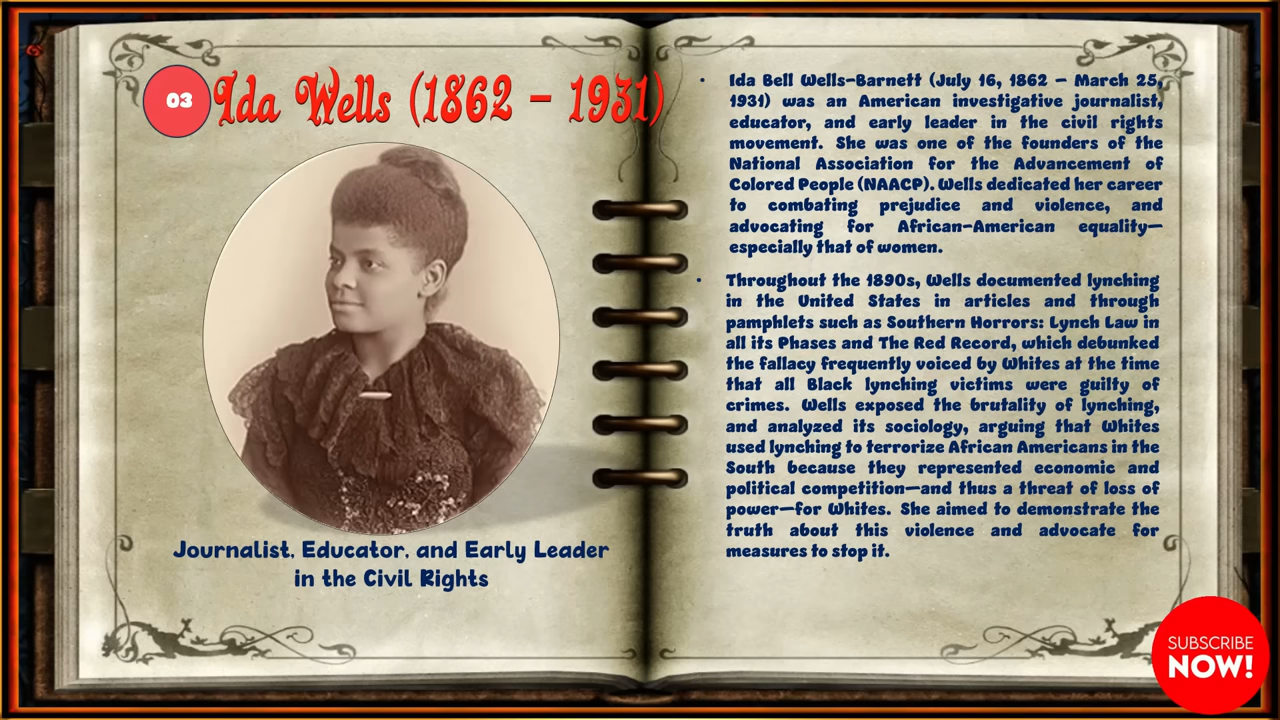 03
Ida Wells (1862 - 1931)
Journalist, Educator, and Early Leader
in the Civil Rights
• Ida Bell Wells-Barnett (July 16, 1862 – March 25,
1931) was an American investigative journalist,
educator, and early leader in the civil rights
movement. She was one of the founders of the
National Association for the Advancement of
Colored People (NAACP). Wells dedicated her career
to combating prejudice and violence, and
advocating for African-American equality—
especially that of women.
• Throughout the 1890s, Wells documented lynching
in the United States in articles and through
pamphlets such as Southern Horrors: Lynch Law in
all its Phases and The Red Record, which debunked
the fallacy frequently voiced by Whites at the time
that all Black lynching victims were guilty of
crimes. Wells exposed the brutality of lynching,
and analyzed its sociology, arguing that Whites
used lynching to terrorize African Americans in the
South because they represented economic and
political competition—and thus a threat of loss of
power—for Whites. She aimed to demonstrate the
truth about this violence and advocate for
measures to stop it.
SUBSCRIBE
NOW!